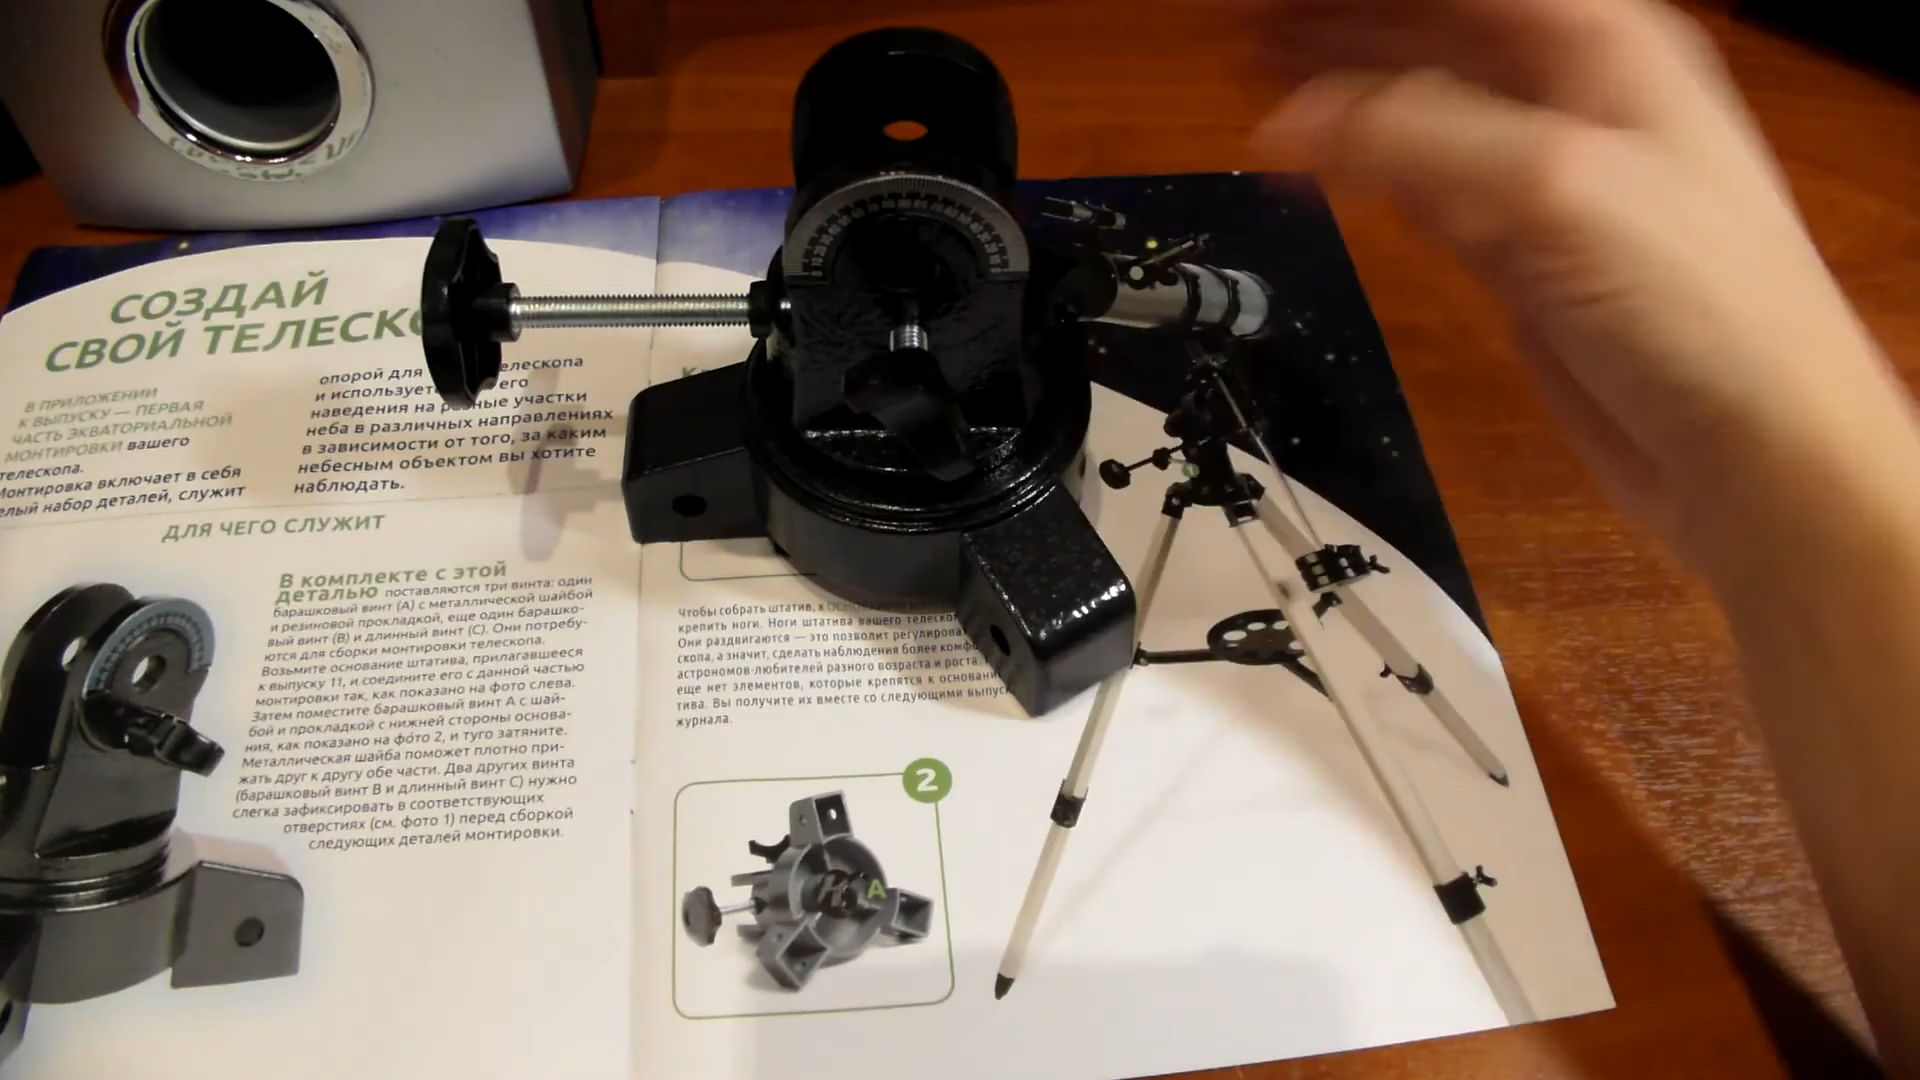 СОЗДАЙ
СВОЙ ТЕЛЕСК
В ПРИЛОЖЕНИИ
К ВЫПУСКУ — ПЕРВАЯ
ЧАСТЬ ЭКВАТОРИАЛЬНОЙ
МОНТИРОВКИ вашего
телескопа.
Монтировка включает в себя
елый набор деталей, служит
опорой для телескопа
и использует его
наведения на разные участки
неба в различных направлениях
в зависимости от того, за каким
небесным объектом вы хотите
наблюдать.
ДЛЯ ЧЕГО СЛУЖИТ
В комплекте с этой
деталью поставляются три винта: один
барашковый винт (A) с металлической шайбой
и резиновой прокладкой, еще один барашко-
вый винт (B) и длинный винт (C). Они потребу-
ются для сборки монтировки телескопа.
Возьмите основание штатива, прилагавшееся
к выпуску 11, и соедините его с данной частью
монтировки так, как показано на фото слева.
Затем поместите барашковый винт A с шай-
бой и прокладкой с нижней стороны основа-
ния, как показано на фото 2, и туго затяните.
Металлическая шайба поможет плотно при-
жать друг к другу обе части. Два других винта
(барашковый винт B и длинный винт C) нужно
слегка зафиксировать в соответствующих
отверстиях (см. фото 1) перед сборкой
следующих деталей монтировки.
Чтобы собрать штатив, к
крепить ноги. Ноги штатива вашего телеско
Они раздвигаются — это позволит регулирова
скопа, а значит, сделать наблюдения более комф
астрономов-любителей разного возраста и роста.
еще нет элементов, которые крепятся к основани
тива. Вы получите их вместе со следующими выпус
журнала.
2
A